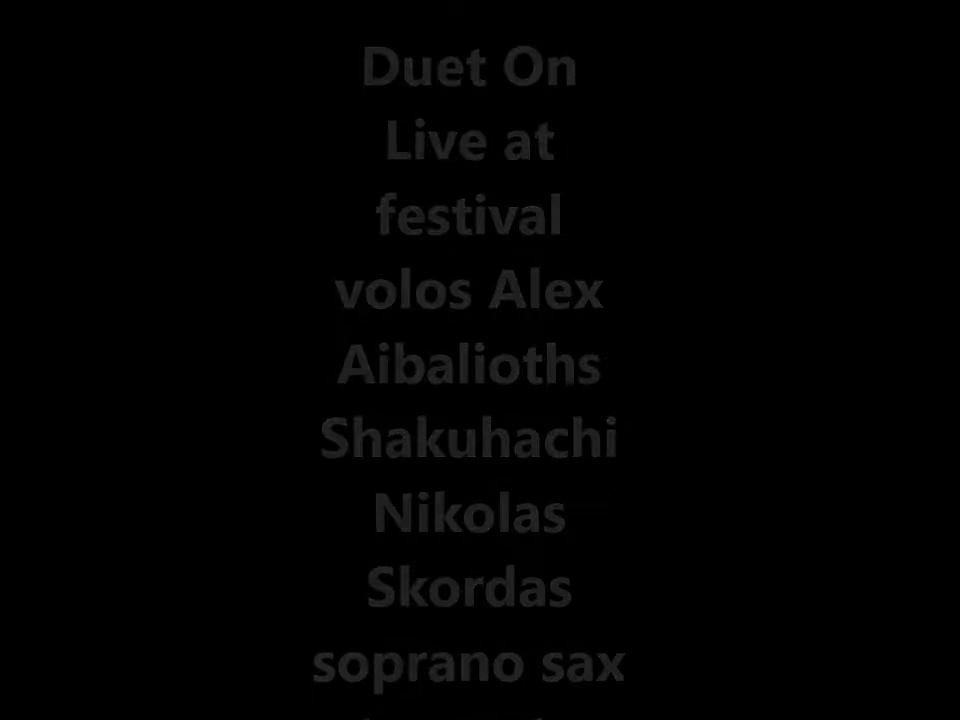 Duet On
Live at
festival
volos Alex
Aibalioths
Shakuhachi
Nikolas
Skordas
soprano sax